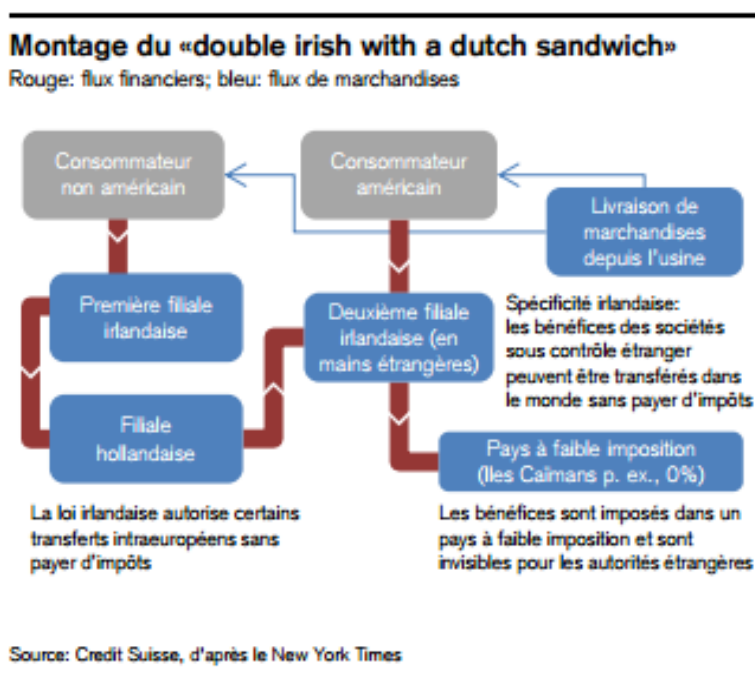 Montage du «double irish with a dutch sandwich»
Rouge: flux financiers; bleu: flux de marchandises
Consommateur
non américain
Consommateur
américain
Livraison de
marchandises
depuis l'usine
Première filiale
irlandaise
Deuxième filiale
irlandaise (en
mains étrangères)
Spécificité irlandaise:
les bénéfices des sociétés
sous contrôle étranger
peuvent être transférés dans
le monde sans payer d'impôts
Filiale
hollandaise
Pays à faible imposition
(Iles Caïmans p. ex., 0%)
La loi irlandaise autorise certains
transferts intraeuropéens sans
payer d'impôts
Les bénéfices sont imposés dans un
pays à faible imposition et sont
invisibles pour les autorités étrangères
Source: Credit Suisse, d'après le New York Times